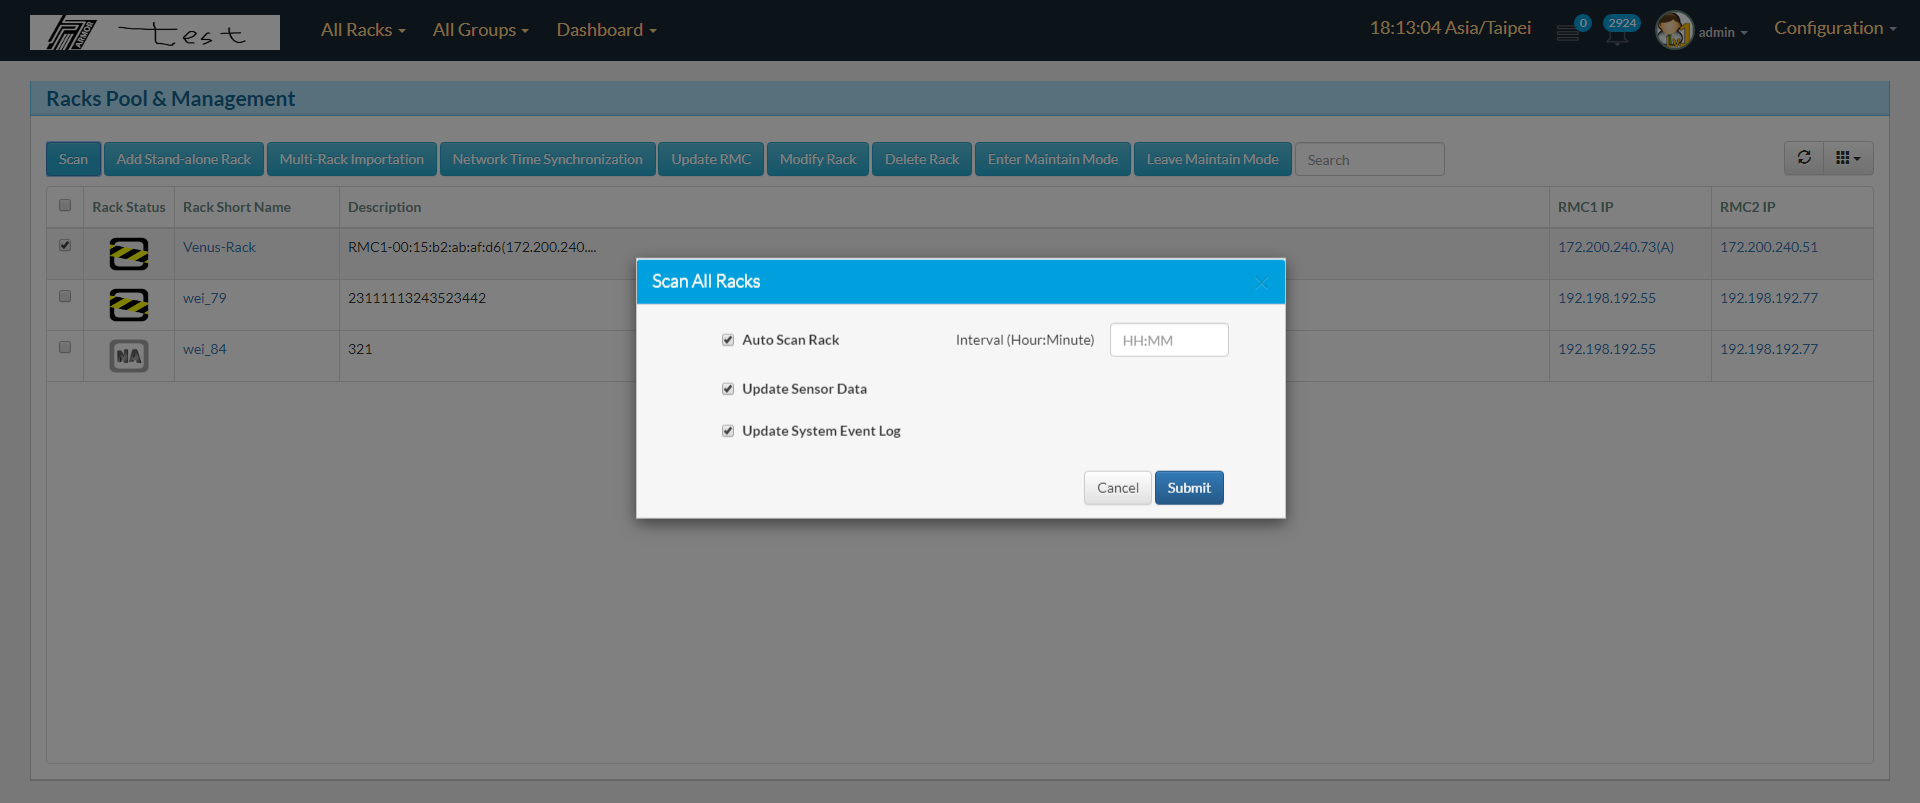 ARMOR test All Racks All Groups Dashboard 18:13:04 Asia/Taipei 0 2924 admin Configuration
Racks Pool & Management
Scan Add Stand-alone Rack Multi-Rack Importation Network Time Synchronization Update RMC Modify Rack Delete Rack Enter Maintain Mode Leave Maintain Mode Search
Rack Status Rack Short Name Description RMC1 IP RMC2 IP
Venus-Rack RMC1-00:15:b2:ab:af:d6(172.200.240.... 172.200.240.73(A) 172.200.240.51
wei_79 23111113243523442 192.198.192.55 192.198.192.77
NA wei_84 321 192.198.192.55 192.198.192.77
Scan All Racks
Auto Scan Rack Interval (Hour:Minute) HH:MM
Update Sensor Data
Update System Event Log
Cancel Submit